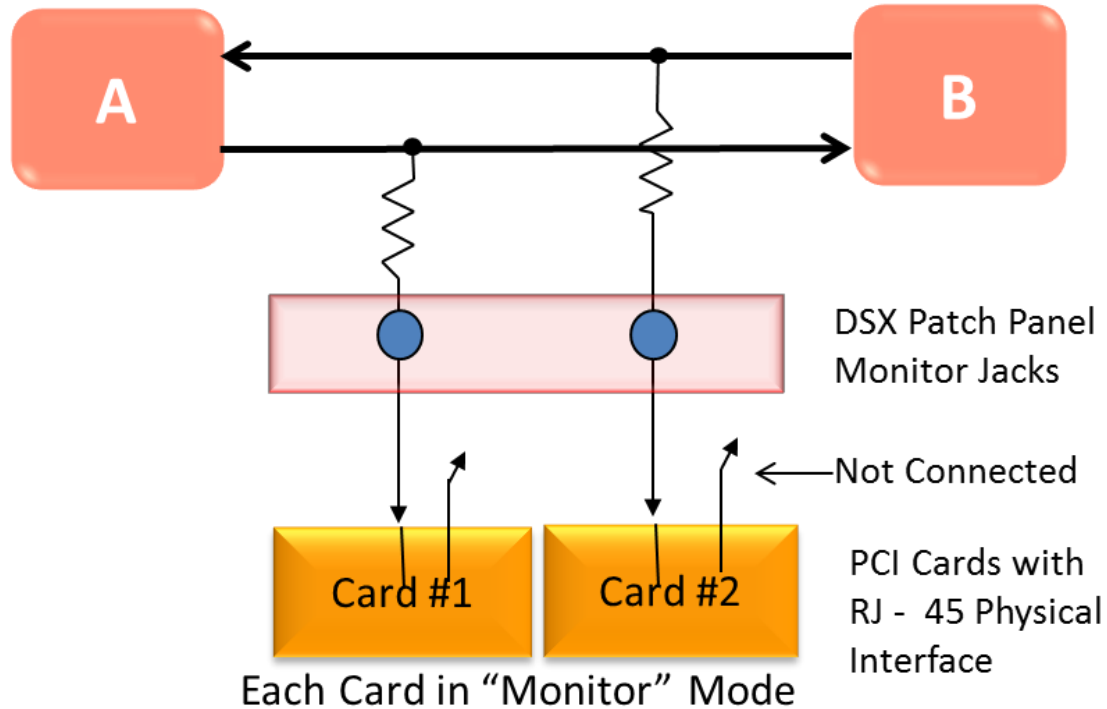 A
B
DSX Patch Panel
Monitor Jacks
Not Connected
Card #1
Card #2
PCI Cards with
RJ - 45 Physical
Interface
Each Card in “Monitor” Mode